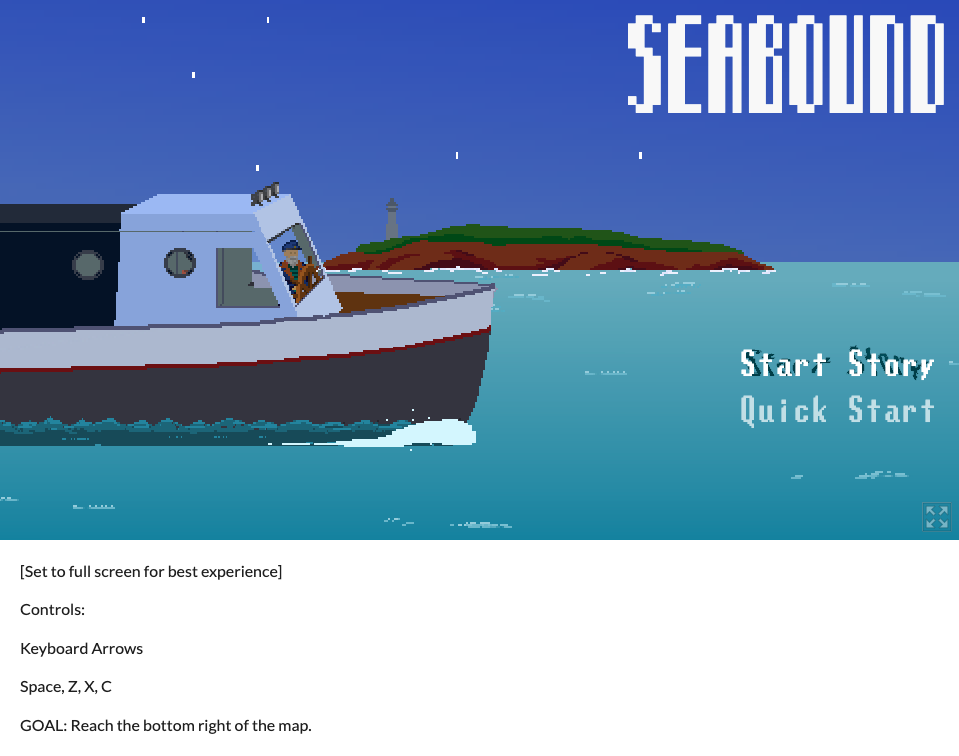 SEABOUND
Start Story
Quick Start
[Set to full screen for best experience]
Controls:
Keyboard Arrows
Space, Z, X, C
GOAL: Reach the bottom right of the map.